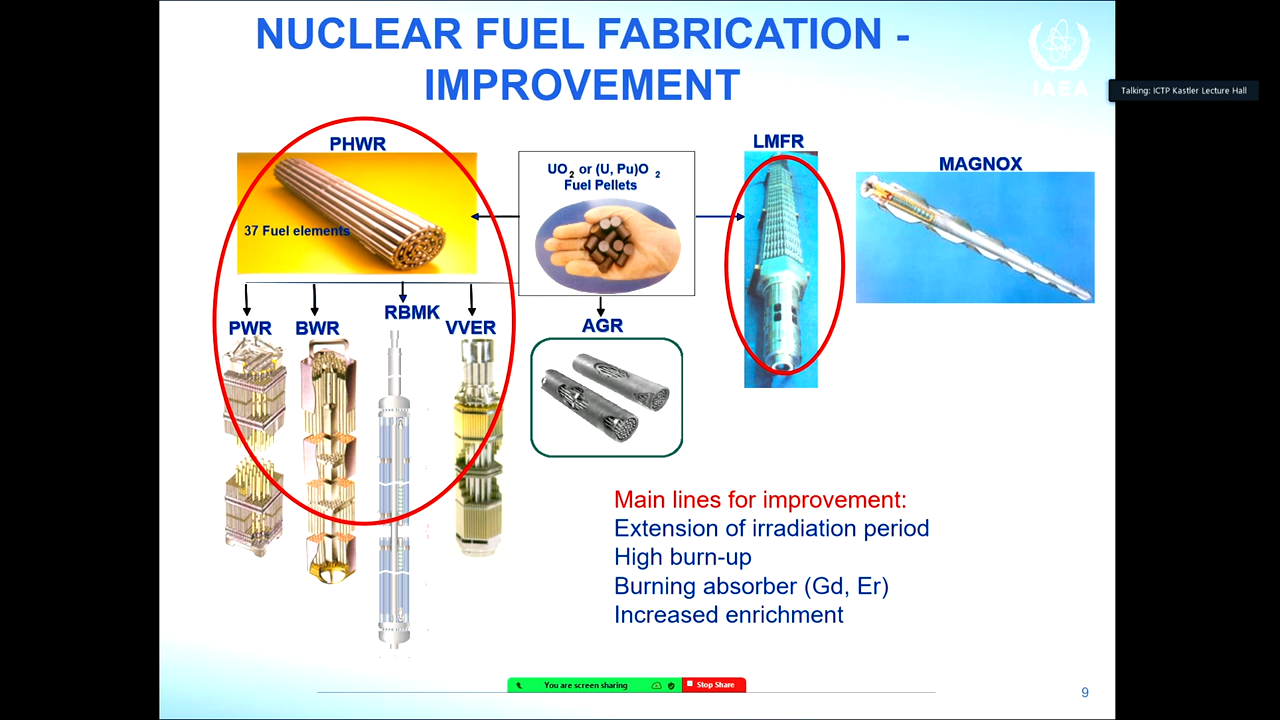 NUCLEAR FUEL FABRICATION -
IMPROVEMENT
IAEA
Talking: ICTP Kastler Lecture Hall
PHWR
37 Fuel elements
UO2 or (U, Pu)O 2
Fuel Pellets
LMFR
MAGNOX
PWR
BWR
RBMK
VVER
AGR
Main lines for improvement:
Extension of irradiation period
High burn-up
Burning absorber (Gd, Er)
Increased enrichment
You are screen sharing
Stop Share
9